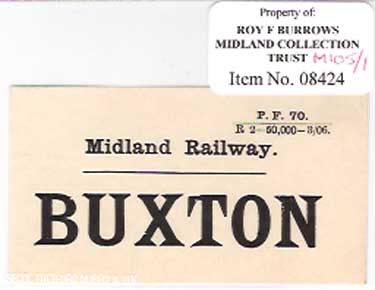 Property of:
ROY F BURROWS
MIDLAND COLLECTION
TRUST M105/1
Item No. 08424
P. F. 70.
R 2—50,000—3/06.
Midland Railway.
BUXTON